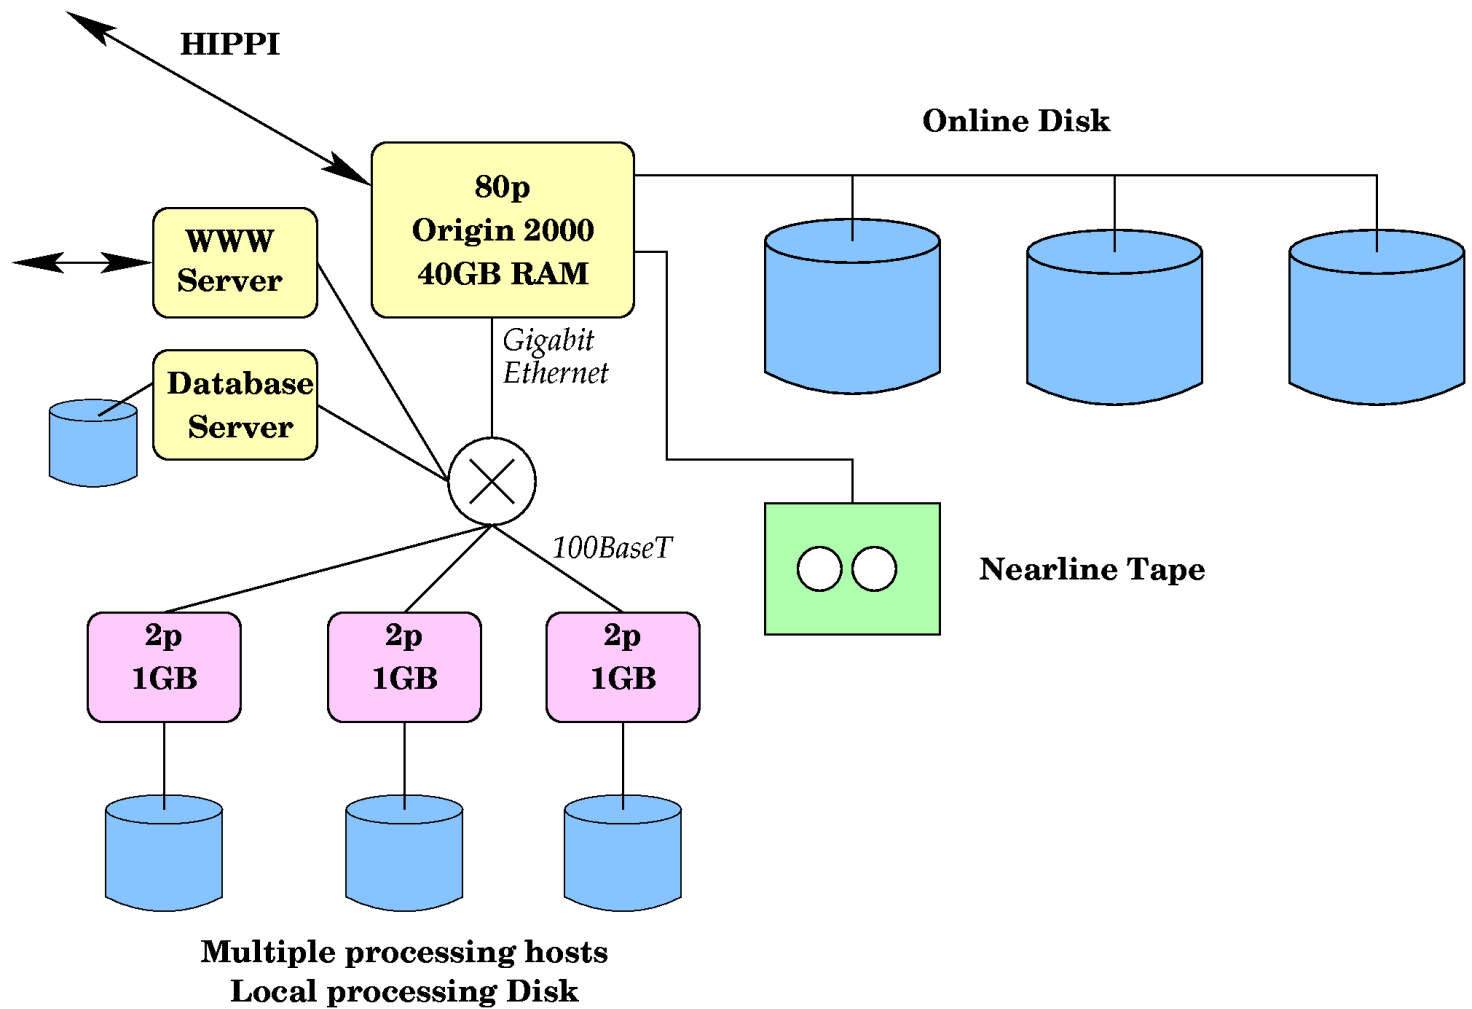 HIPPI
Online Disk
80p
Origin 2000
40GB RAM
WWW
Server
Gigabit
Ethernet
Database
Server
100BaseT
Nearline Tape
2p
1GB
2p
1GB
2p
1GB
Multiple processing hosts
Local processing Disk